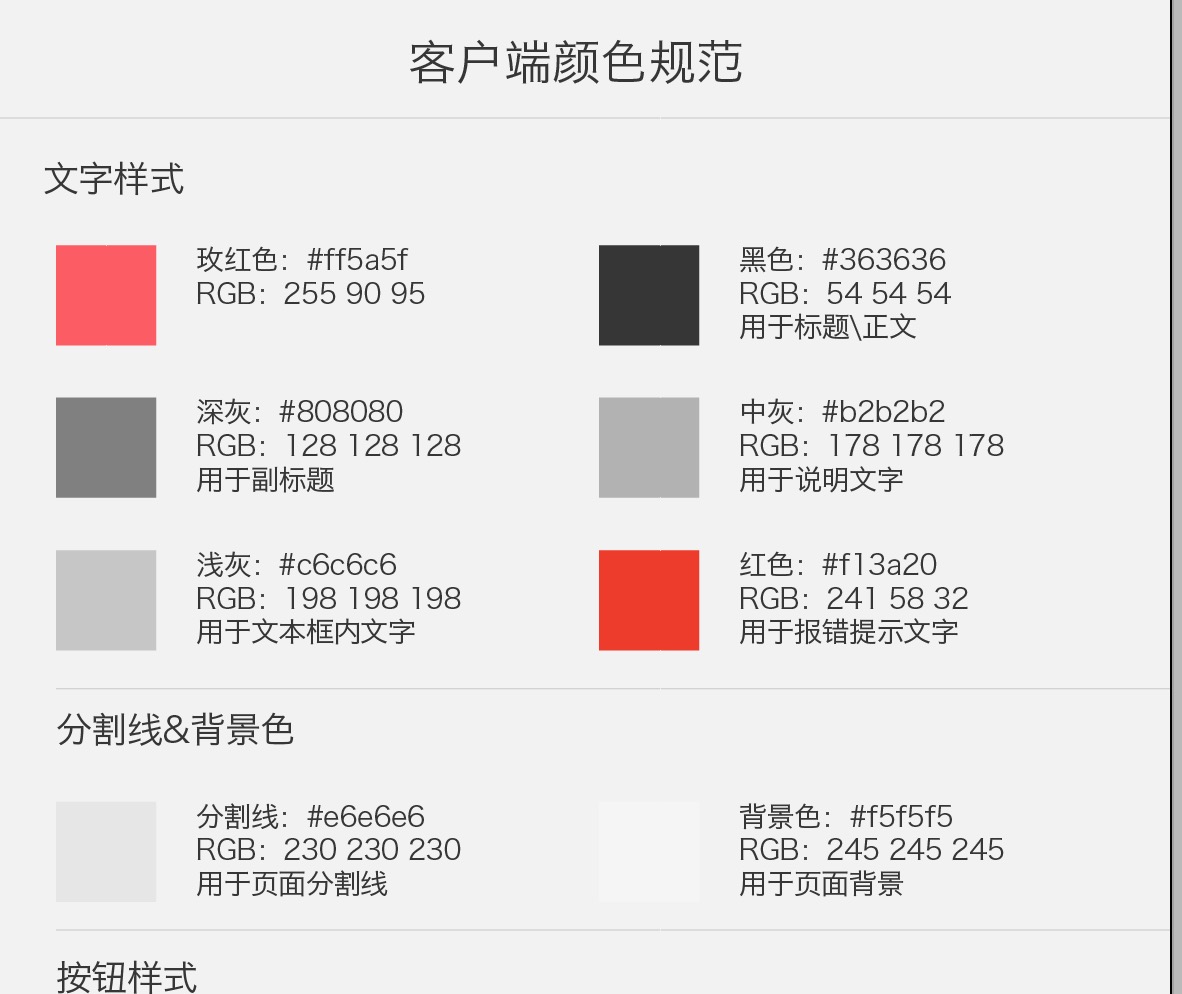 客户端颜色规范
文字样式
玫红色：#ff5a5f
RGB：255 90 95
黑色：#363636
RGB：54 54 54
用于标题\正文
深灰：#808080
RGB：128 128 128
用于副标题
中灰：#b2b2b2
RGB：178 178 178
用于说明文字
浅灰：#c6c6c6
RGB：198 198 198
用于文本框内文字
红色：#f13a20
RGB：241 58 32
用于报错提示文字
分割线&背景色
分割线：#e6e6e6
RGB：230 230 230
用于页面分割线
背景色：#f5f5f5
RGB：245 245 245
用于页面背景
按钮样式